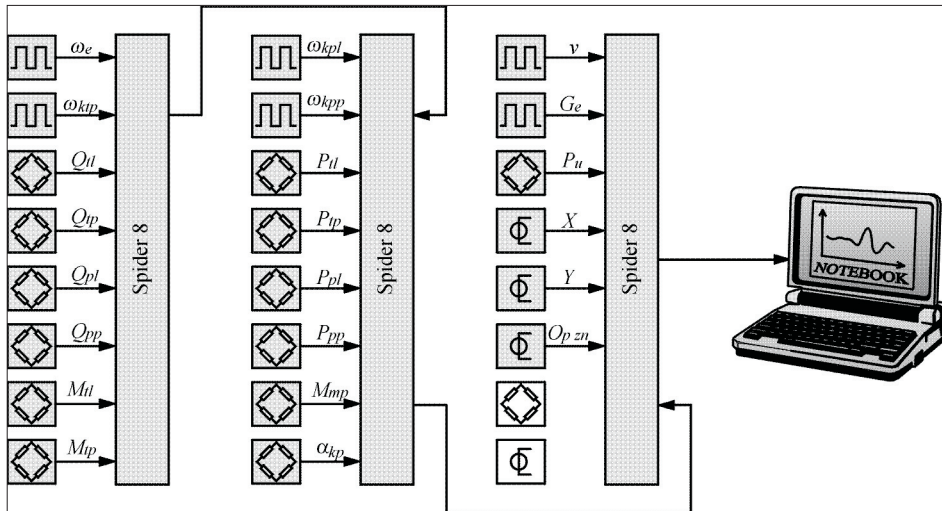 ωe
ωktp
Qtl
Qtp
Qpl
Qpp
Mtl
Mtp
Spider 8
ωkpl
ωkpp
Ptl
Ptp
Ppl
Ppp
Mmp
αkp
Spider 8
v
Ge
Pu
X
Y
Op zn
Spider 8
NOTEBOOK